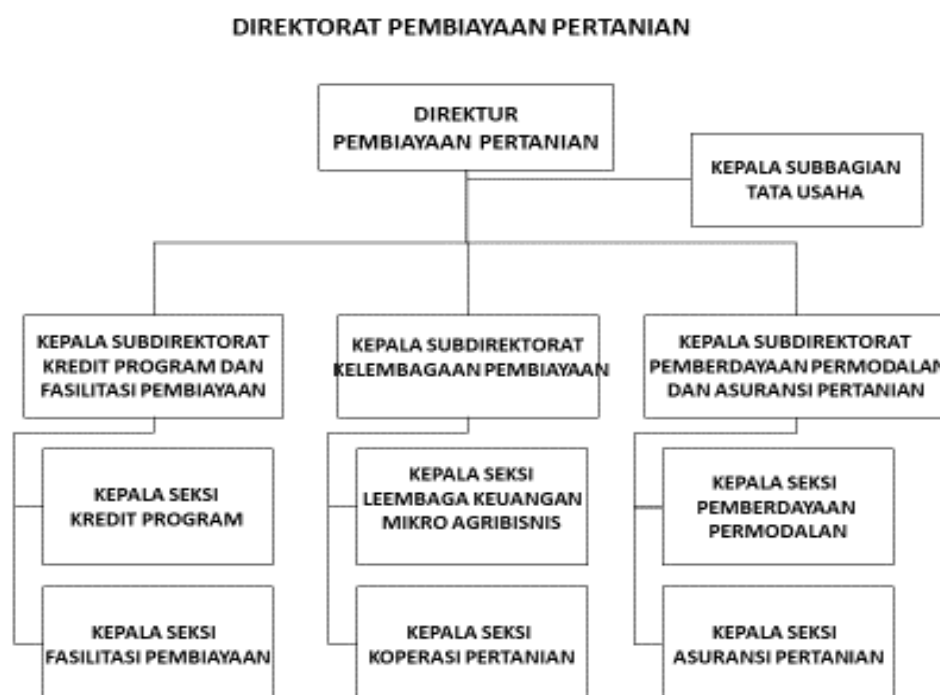 DIREKTORAT PEMBIAYAAN PERTANIAN
DIREKTUR
PEMBIAYAAN PERTANIAN
KEPALA SUBBAGIAN
TATA USAHA
KEPALA SUBDIREKTORAT
KREDIT PROGRAM DAN
FASILITASI PEMBIAYAAN
KEPALA SUBDIREKTORAT
KELEMBAGAAN PEMBIAYAAN
KEPALA SUBDIREKTORAT
PEMBERDAYAAN PERMODALAN
DAN ASURANSI PERTANIAN
KEPALA SEKSI
KREDIT PROGRAM
KEPALA SEKSI
LEEMBAGA KEUANGAN
MIKRO AGRIBISNIS
KEPALA SEKSI
PEMBERDAYAAN
PERMODALAN
KEPALA SEKSI
FASILITASI PEMBIAYAAN
KEPALA SEKSI
KOPERASI PERTANIAN
KEPALA SEKSI
ASURANSI PERTANIAN